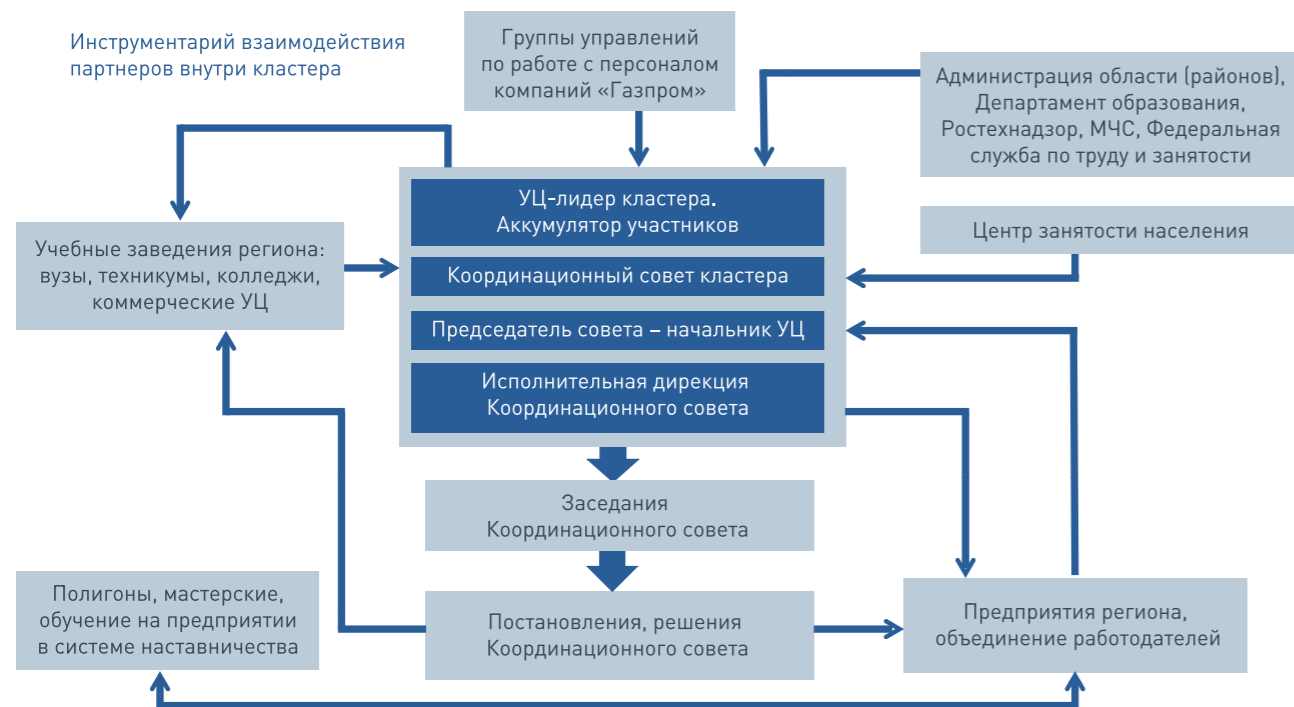 Инструментарий взаимодействия
партнеров внутри кластера
Группы управлений
по работе с персоналом
компаний «Газпром»
Администрация области (районов),
Департамент образования,
Ростехнадзор, МЧС, Федеральная
служба по труду и занятости
УЦ-лидер кластера.
Аккумулятор участников
Центр занятости населения
Учебные заведения региона:
вузы, техникумы, колледжи,
коммерческие УЦ
Координационный совет кластера
Председатель совета – начальник УЦ
Исполнительная дирекция
Координационного совета
Заседания
Координационного совета
Полигоны, мастерские,
обучение на предприятии
в системе наставничества
Постановления, решения
Координационного совета
Предприятия региона,
объединение работодателей